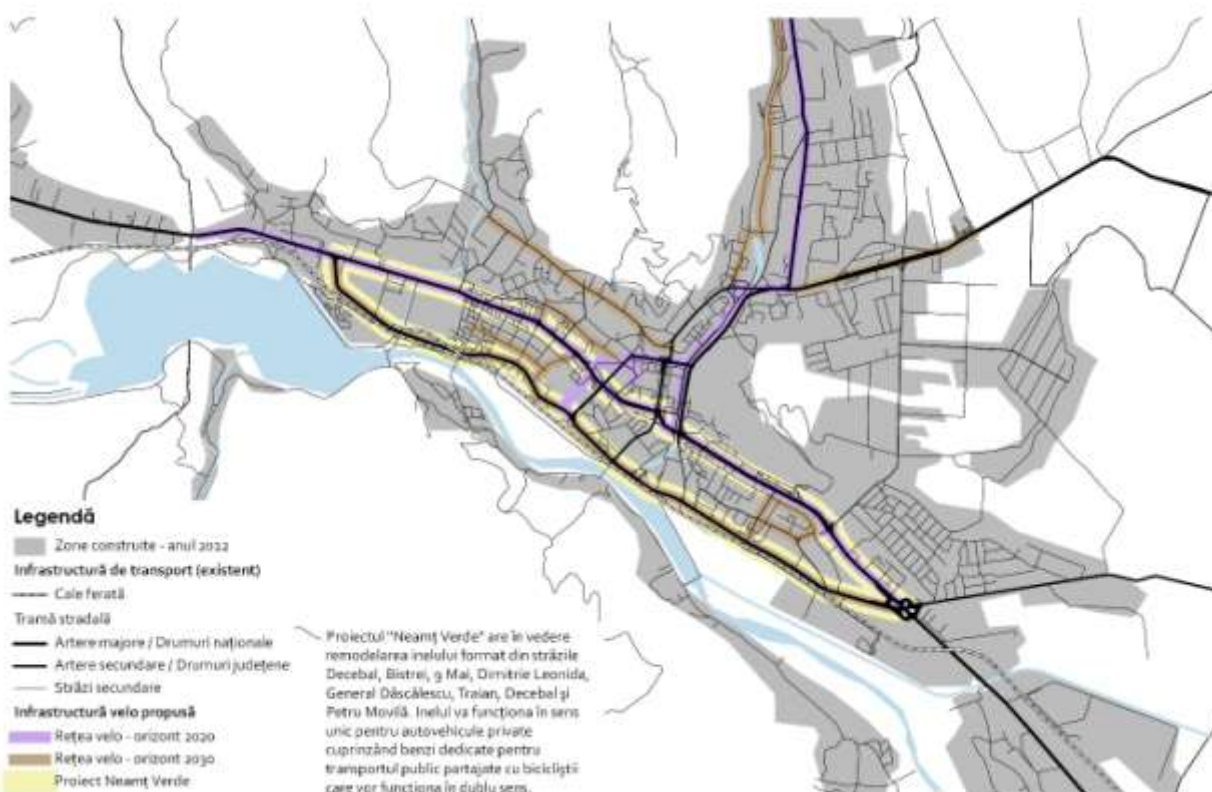 Legendă
Zone construite - anul 2012
Infrastructură de transport (existent)
Cale ferată
Tramă stradală
Artere majore / Drumuri naționale
Artere secundare / Drumuri județene
Străzi secundare
Infrastructură velo propusă
Rețea velo - orizont 2020
Rețea velo - orizont 2030
Proiect Neamț Verde
Proiectul "Neamț Verde" are în vedere
remodelarea inelului format din străzile
Decebal, Bistrei, 9 Mai, Dimitrie Leonida,
General Dăscălescu, Traian, Decebal și
Petru Movilă. Inelul va funcționa în sens
unic pentru autovehicule private
cuprinzând benzi dedicate pentru
transportul public partajate cu bicicliștii
care vor funcționa în dublu sens.